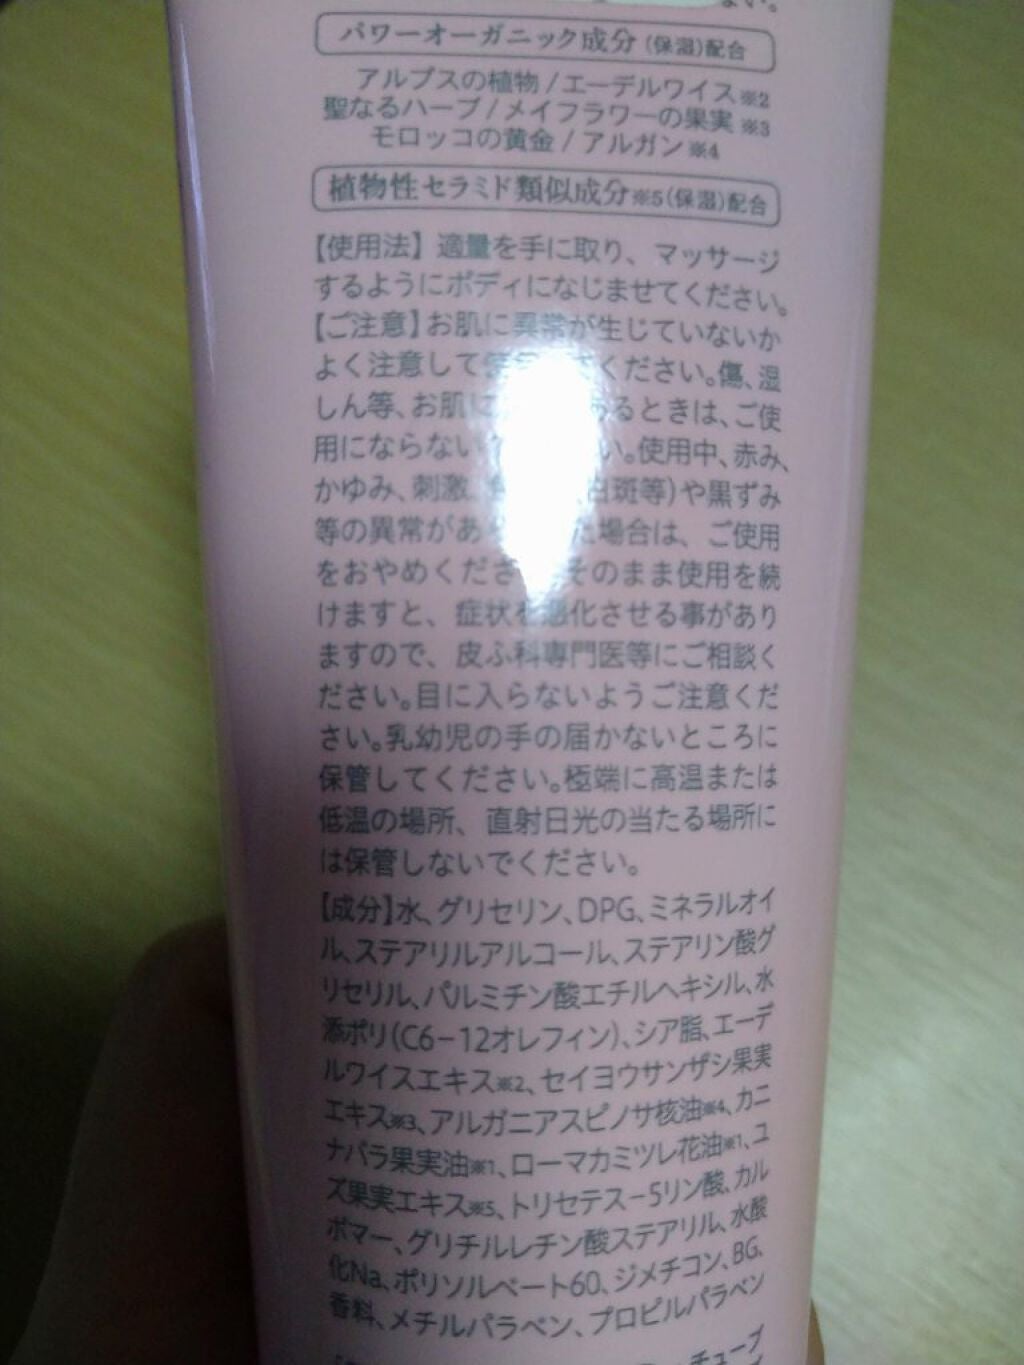 パワーオーガニック成分(保湿)配合
アルプスの植物/エーデルワイス※2
聖なるハーブ/メイフラワーの果実※3
モロッコの黄金/アルガン※4
植物性セラミド類似成分※5(保湿)配合
【使用法】適量を手に取り、マッサージ
するようにボディになじませてください。
【ご注意】お肌に異常が生じていないか
よく注意して ください。傷、湿
しん等、お肌に あるときは、ご使
用にならない い。使用中、赤み、
かゆみ、刺激、 白斑等)や黒ずみ
等の異常があ た場合は、ご使用
をおやめくださ そのまま使用を続
けますと、症状を悪化させる事があり
ますので、皮ふ科専門医等にご相談く
ださい。目に入らないようご注意くだ
さい。乳幼児の手の届かないところに
保管してください。極端に高温または
低温の場所、直射日光の当たる場所に
は保管しないでください。
【成分】水、グリセリン、DPG、ミネラルオイ
ル、ステアリルアルコール、ステアリン酸グ
リセリル、パルミチン酸エチルヘキシル、水
添ポリ(C6-12オレフィン)、シア脂、エーデ
ルワイスエキス※2、セイヨウサンザシ果実
エキス※3、アルガニアスピノサ核油※4、カニ
ナバラ果実油※1、ローマカミツレ花油※1、ユ
ズ果実エキス※5、トリセテス-5リン酸、カル
ボマー、グリチルレチン酸ステアリル、水酸
化Na、ポリソルベート60、ジメチコン、BG、
香料、メチルパラベン、プロピルパラベン
チューブ